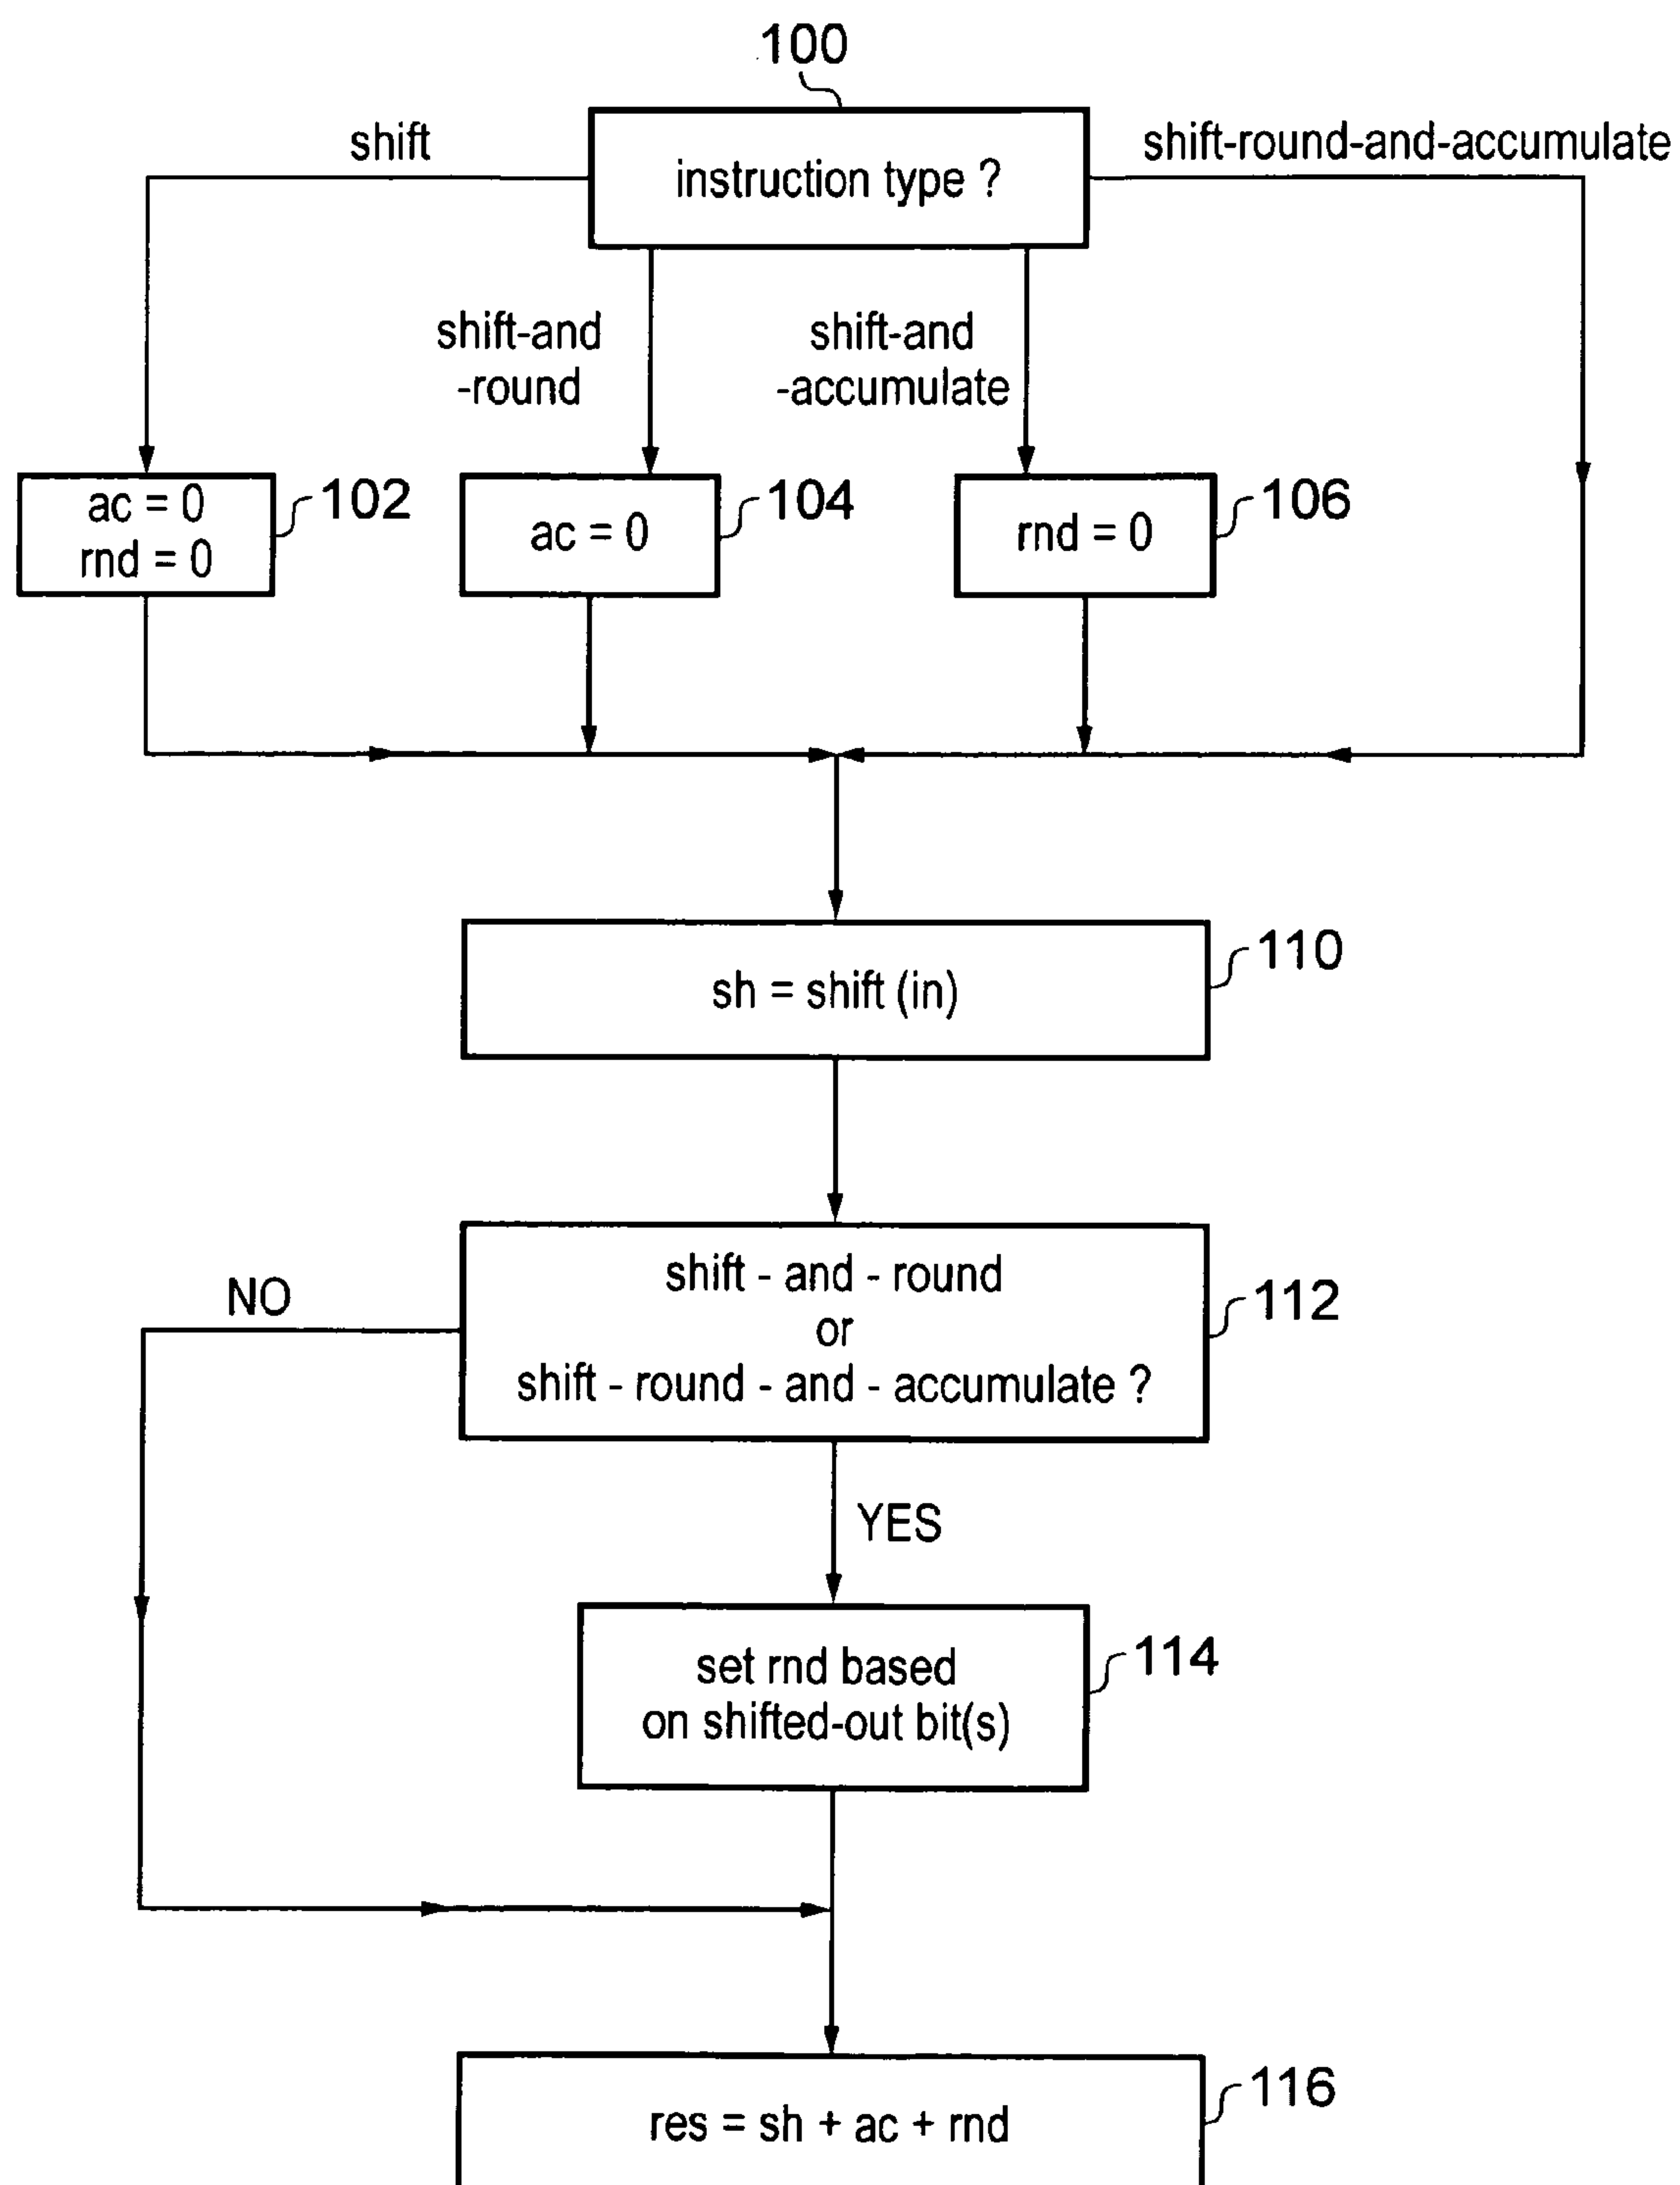 100
shift
instruction type ?
shift-round-and-accumulate
shift-and
-round
shift-and
-accumulate
ac = 0
rnd = 0
102
ac = 0
104
rnd = 0
106
sh = shift (in)
110
shift - and - round
or
shift - round - and - accumulate ?
112
NO
YES
set rnd based
on shifted-out bit(s)
114
res = sh + ac + rnd
116